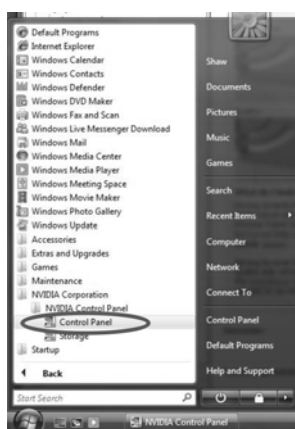 Default Programs
Internet Explorer
Windows Calendar
Windows Contacts
Windows Defender
Windows DVD Maker
Windows Fax and Scan
Windows Live Messenger Download
Windows Mail
Windows Media Center
Windows Media Player
Windows Meeting Space
Windows Movie Maker
Windows Photo Gallery
Windows Update
Accessories
Extras and Upgrades
Games
Maintenance
NVIDIA Corporation
NVIDIA Control Panel
Control Panel
Storage
Startup
Back
Start Search
Shaw
Documents
Pictures
Music
Games
Search
Recent Items
Computer
Network
Connect To
Control Panel
Default Programs
Help and Support
NVIDIA Control Panel